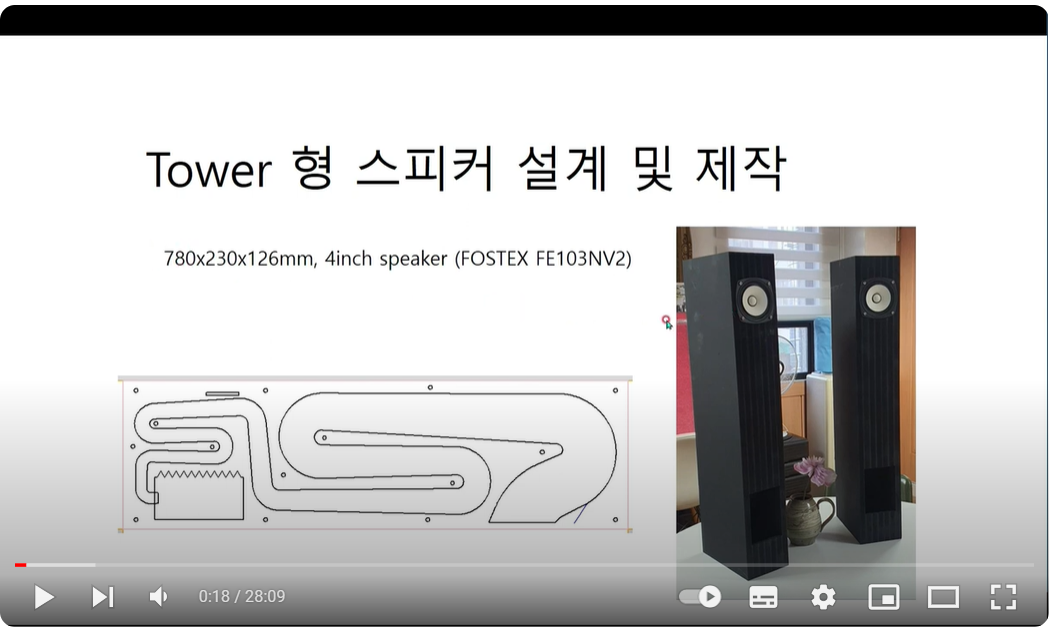 Tower 형 스피커 설계 및 제작
780x230x126mm, 4inch speaker (FOSTEX FE103NV2)
0:18 / 28:09